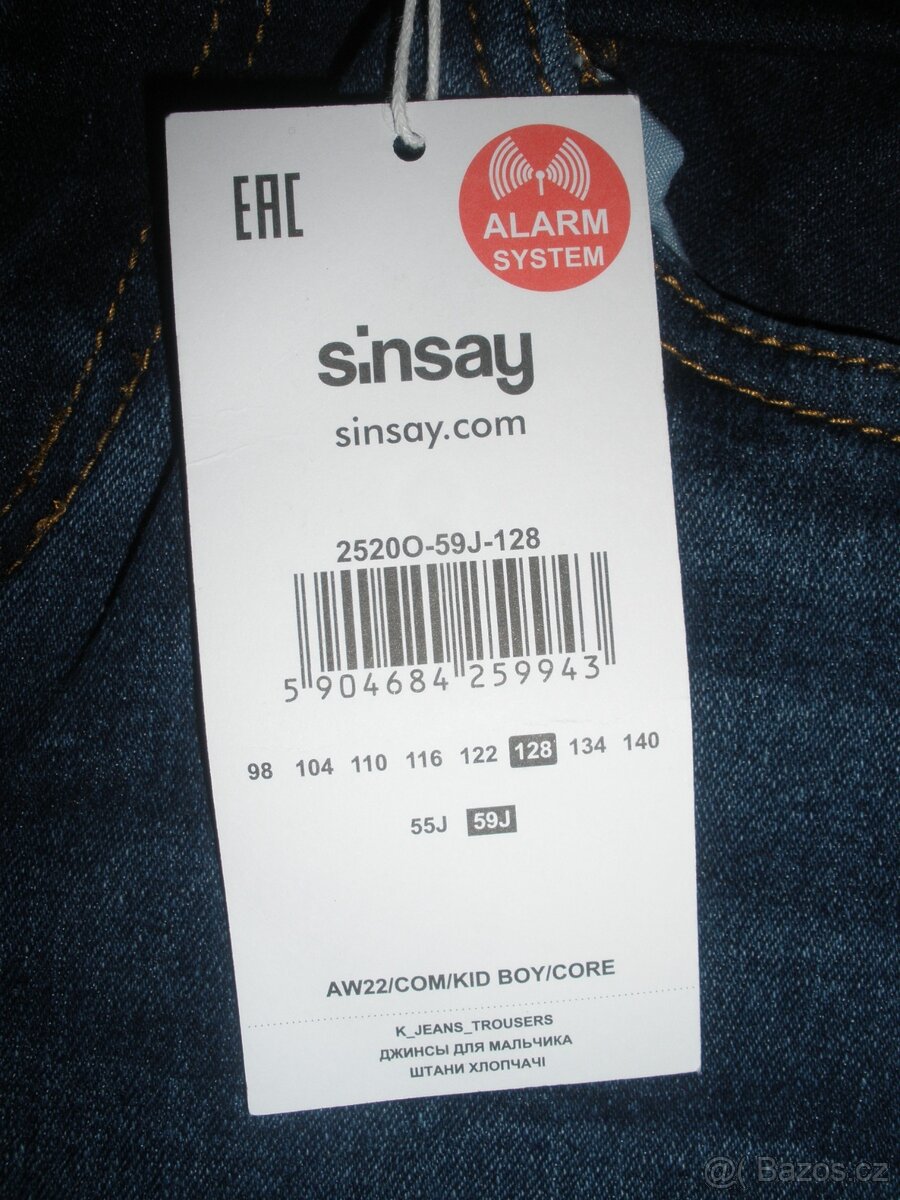 EAC
ALARM
SYSTEM
sinsay
sinsay.com
2520O-59J-128
5 904684 259943
98 104 110 116 122 128 134 140
55J 59J
AW22/COM/KID BOY/CORE
K_JEANS_TROUSERS
ДЖИНСЫ ДЛЯ МАЛЬЧИКА
ШТАНИ ХЛОПЧАЧІ
@( Bazos.cz